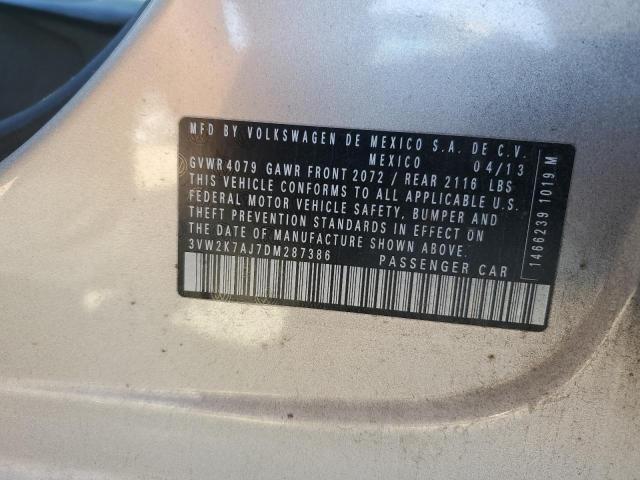 MFD BY VOLKSWAGEN DE MEXICO S.A. DE C.V.
MEXICO 04/13
GVWR 4079 GAWR FRONT 2072 / REAR 2116 LBS
THIS VEHICLE CONFORMS TO ALL APPLICABLE U.S.
FEDERAL MOTOR VEHICLE SAFETY, BUMPER AND
THEFT PREVENTION STANDARDS IN EFFECT ON
THE DATE OF MANUFACTURE SHOWN ABOVE.
3VW2K7AJ7DM287386 PASSENGER CAR
1466239 1019 M